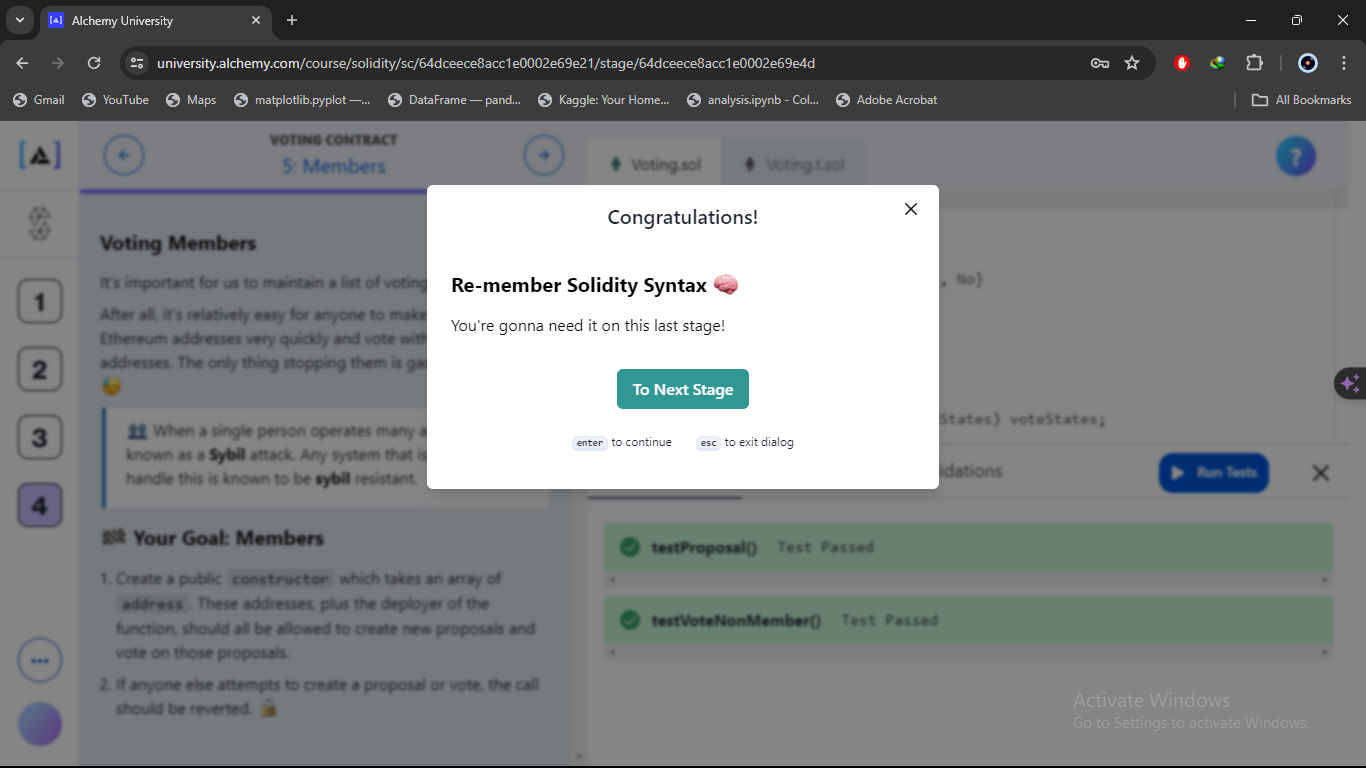 Alchemy University
university.alchemy.com/course/solidity/sc/64dceece8acc1e0002e69e21/stage/64dceece8acc1e0002e69e4d
Gmail YouTube Maps matplotlib.pyplot —... DataFrame — pand... Kaggle: Your Home... analysis.ipynb - Col... Adobe Acrobat All Bookmarks
VOTING CONTRACT
5: Members
Voting.sol Voting.t.sol
?
Congratulations!
Re-member Solidity Syntax
You're gonna need it on this last stage!
To Next Stage
enter to continue esc to exit dialog
Voting Members
It's important for us to maintain a list of voting
After all, it's relatively easy for anyone to make
Ethereum addresses very quickly and vote with
addresses. The only thing stopping them is gas
When a single person operates many a
known as a Sybil attack. Any system that is
handle this is known to be sybil resistant.
Your Goal: Members
1. Create a public constructor which takes an array of
address. These addresses, plus the deployer of the
function, should all be allowed to create new proposals and
vote on those proposals.
2. If anyone else attempts to create a proposal or vote, the call
should be reverted.
1
2
3
4
, No}
States) voteStates;
idations
Run Tests
testProposal() Test Passed
testVoteNonMember() Test Passed
Activate Windows
Go to Settings to activate Windows.